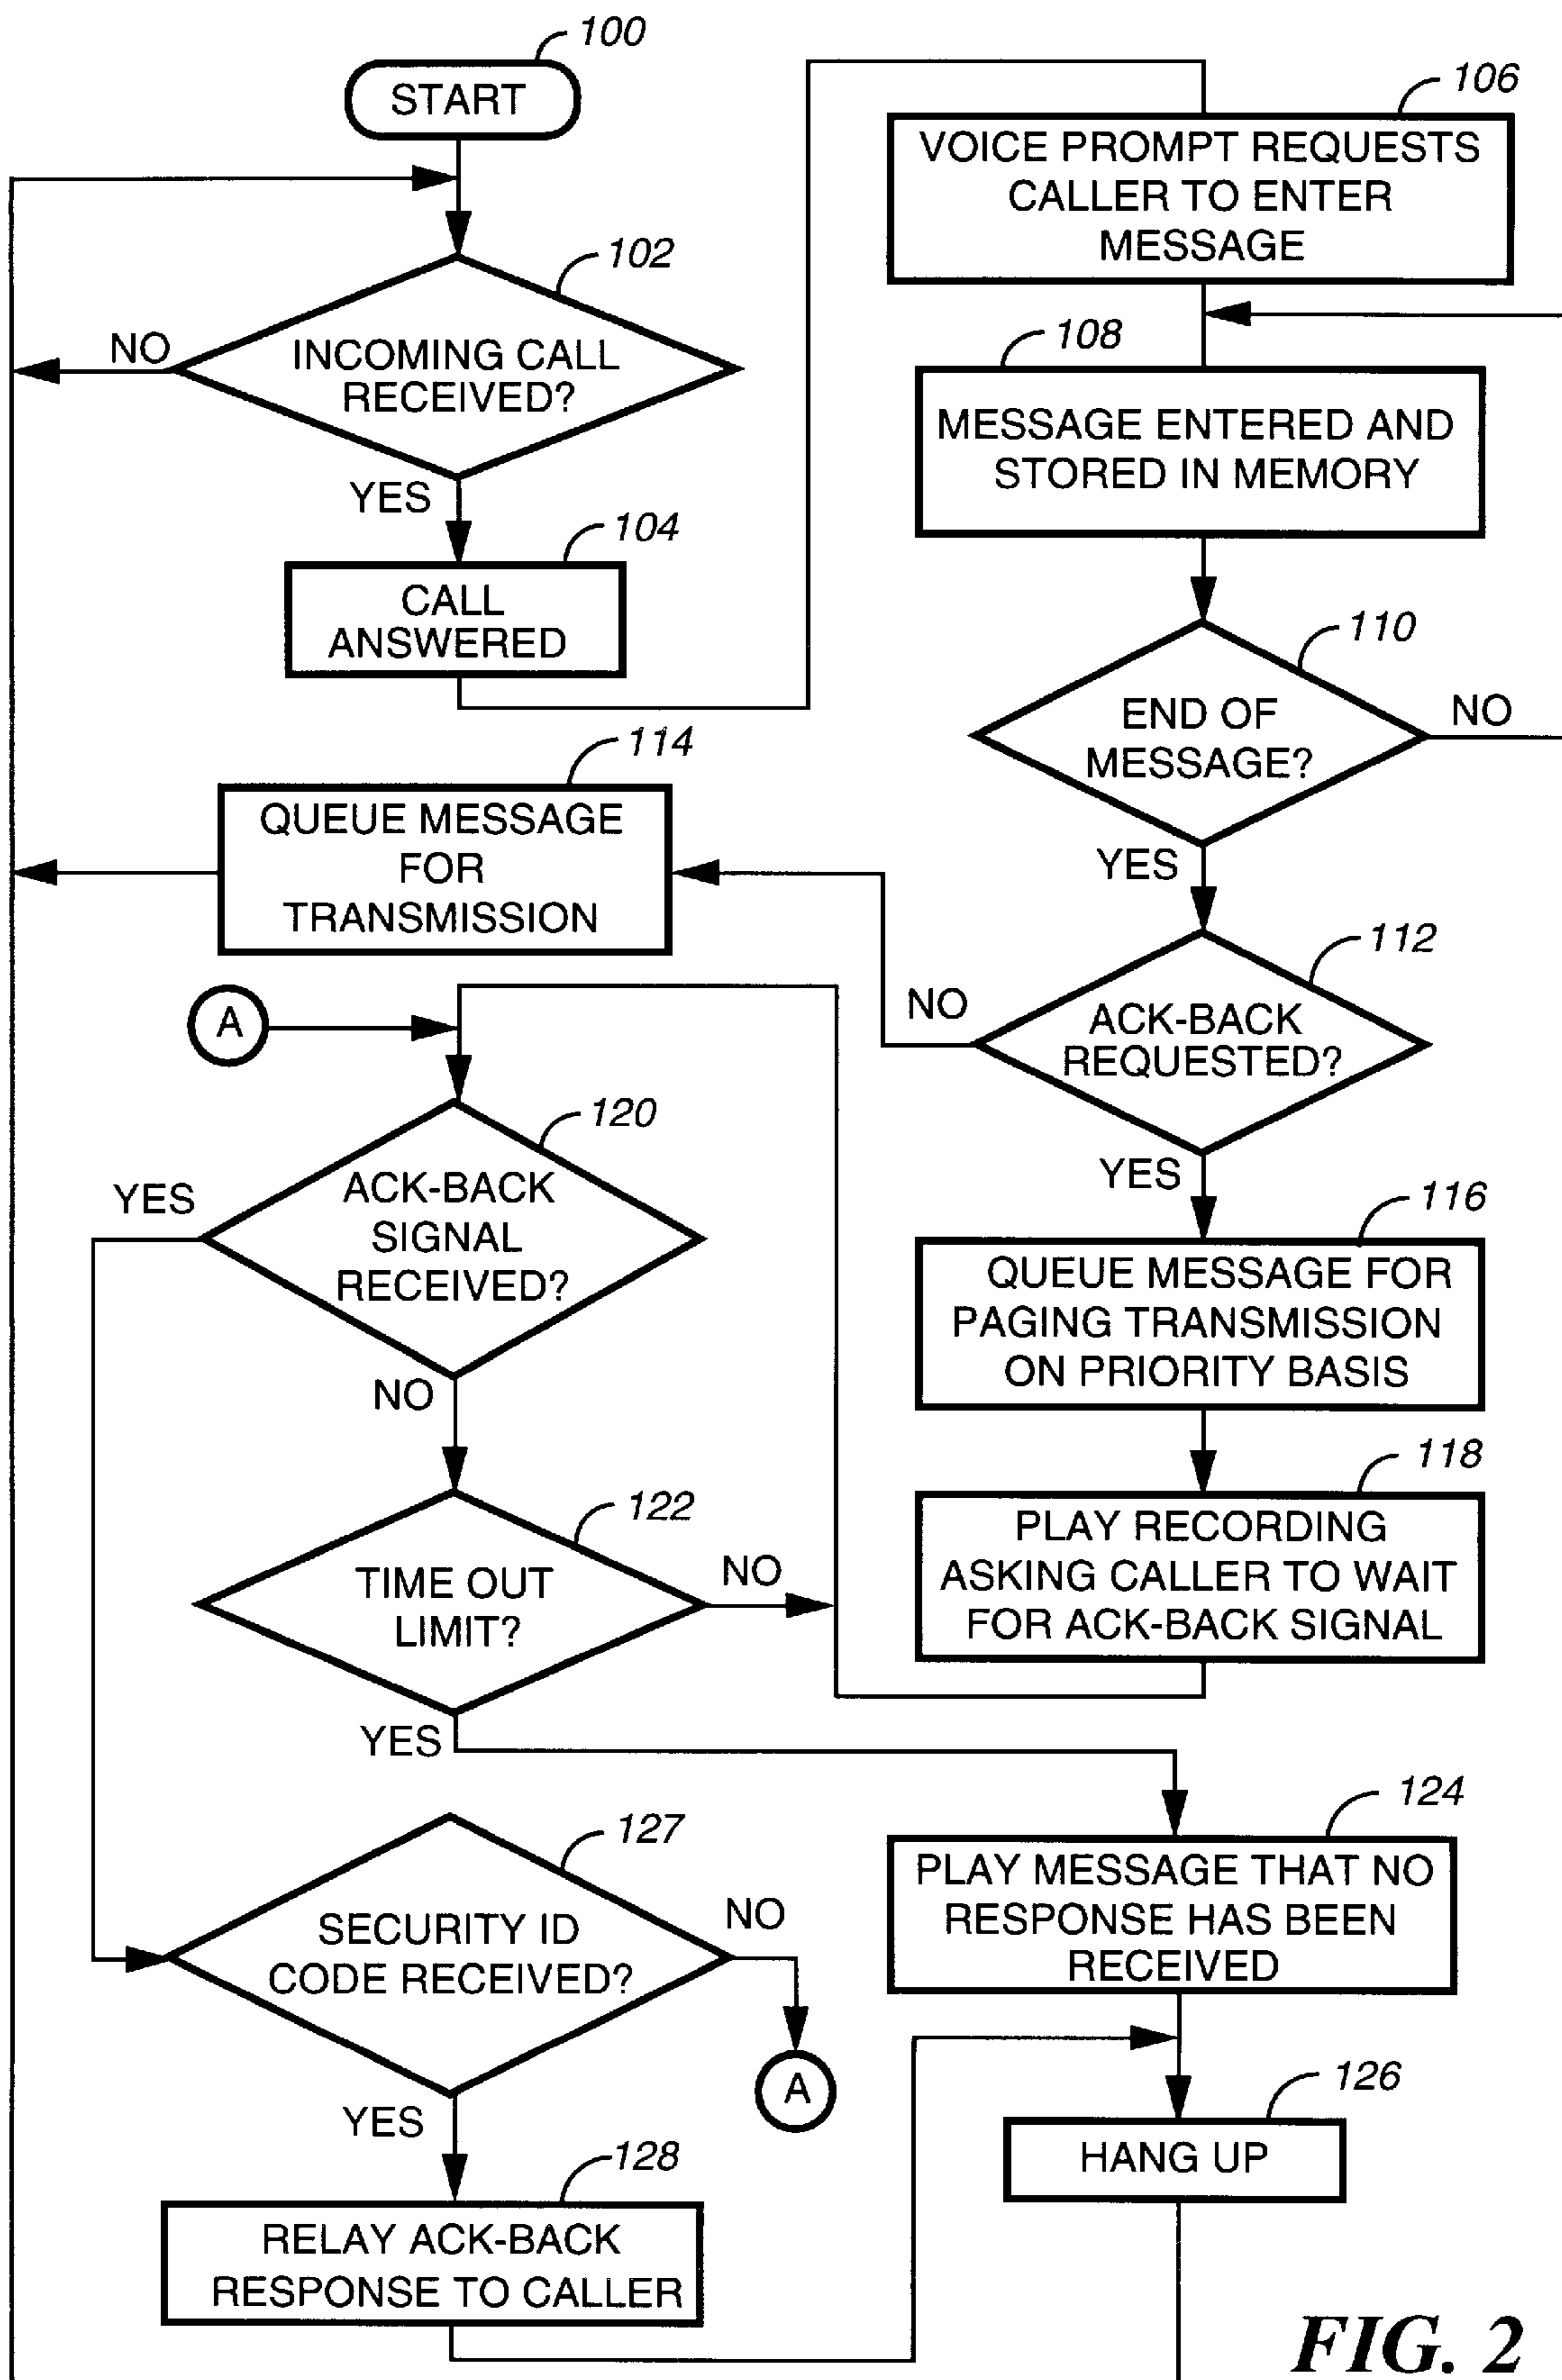 100
START
102
INCOMING CALL
RECEIVED?
NO
YES
104
CALL
ANSWERED
106
VOICE PROMPT REQUESTS
CALLER TO ENTER
MESSAGE
108
MESSAGE ENTERED AND
STORED IN MEMORY
110
END OF
MESSAGE?
NO
YES
112
ACK-BACK
REQUESTED?
NO
YES
114
QUEUE MESSAGE
FOR
TRANSMISSION
116
QUEUE MESSAGE FOR
PAGING TRANSMISSION
ON PRIORITY BASIS
118
PLAY RECORDING
ASKING CALLER TO WAIT
FOR ACK-BACK SIGNAL
A
120
ACK-BACK
SIGNAL
RECEIVED?
YES
NO
122
TIME OUT
LIMIT?
NO
YES
124
PLAY MESSAGE THAT NO
RESPONSE HAS BEEN
RECEIVED
126
HANG UP
127
SECURITY ID
CODE RECEIVED?
NO
A
YES
128
RELAY ACK-BACK
RESPONSE TO CALLER
FIG. 2